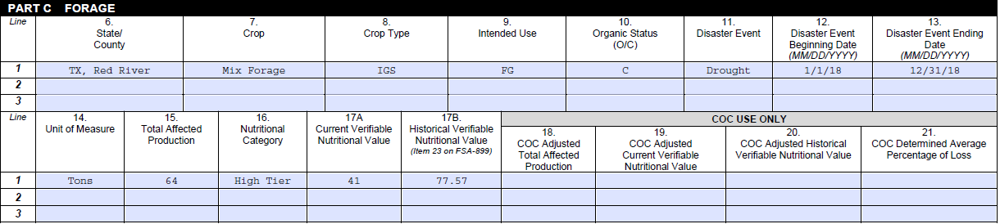 PART C FORAGE
Line 6. State/ County 7. Crop 8. Crop Type 9. Intended Use 10. Organic Status (O/C) 11. Disaster Event 12. Disaster Event Beginning Date (MM/DD/YYYY) 13. Disaster Event Ending Date (MM/DD/YYYY)
1 TX, Red River Mix Forage IGS FG C Drought 1/1/18 12/31/18
2
3
Line 14. Unit of Measure 15. Total Affected Production 16. Nutritional Category 17A Current Verifiable Nutritional Value 17B. Historical Verifiable Nutritional Value (Item 23 on FSA-899) COC USE ONLY
18. COC Adjusted Total Affected Production 19. COC Adjusted Current Verifiable Nutritional Value 20. COC Adjusted Historical Verifiable Nutritional Value 21. COC Determined Average Percentage of Loss
1 Tons 64 High Tier 41 77.57
2
3